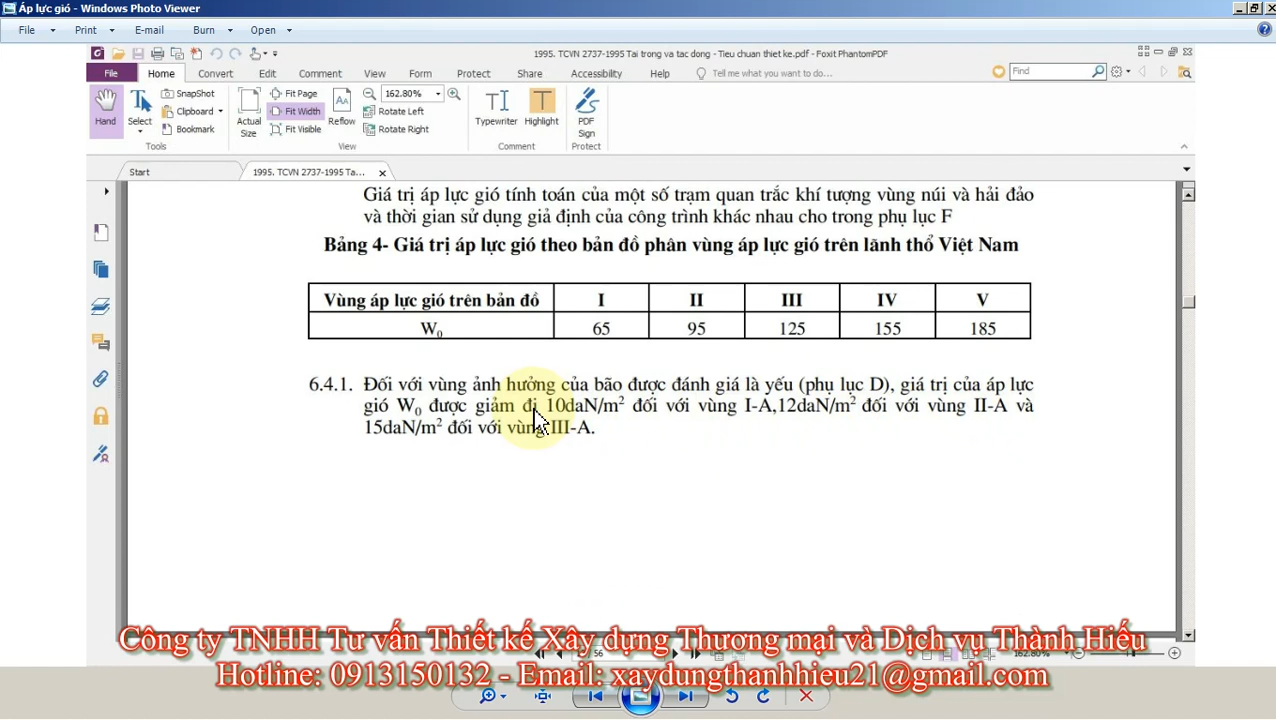 Áp lực gió - Windows Photo Viewer
File Print E-mail Burn Open
1995. TCVN 2737-1995 Tai trong va tac dong - Tieu chuan thiet ke.pdf - Foxit PhantomPDF
File Home Convert Edit Comment View Form Protect Share Accessibility Help Tell me what you want to do... Find
Hand
Select
SnapShot
Clipboard
Bookmark
Tools
Actual Size
Fit Page
Fit Width
Fit Visible
Reflow
162.80%
Rotate Left
Rotate Right
View
Typewriter
Highlight
Comment
PDF Sign
Protect
Start
1995. TCVN 2737-1995 Ta...
Giá trị áp lực gió tính toán của một số trạm quan trắc khí tượng vùng núi và hải đảo
và thời gian sử dụng giả định của công trình khác nhau cho trong phụ lục F
Bảng 4- Giá trị áp lực gió theo bản đồ phân vùng áp lực gió trên lãnh thổ Việt Nam
Vùng áp lực gió trên bản đồ I II III IV V
W₀ 65 95 125 155 185
6.4.1. Đối với vùng ảnh hưởng của bão được đánh giá là yếu (phụ lục D), giá trị của áp lực
gió W₀ được giảm đi 10daN/m² đối với vùng I-A,12daN/m² đối với vùng II-A và
15daN/m² đối với vùng III-A.
Công ty TNHH Tư vấn Thiết kế Xây dựng Thương mại và Dịch vụ Thành Hiếu
56
162.80%
Hotline: 0913150132 - Email: xaydungthanhhieu21@gmail.com